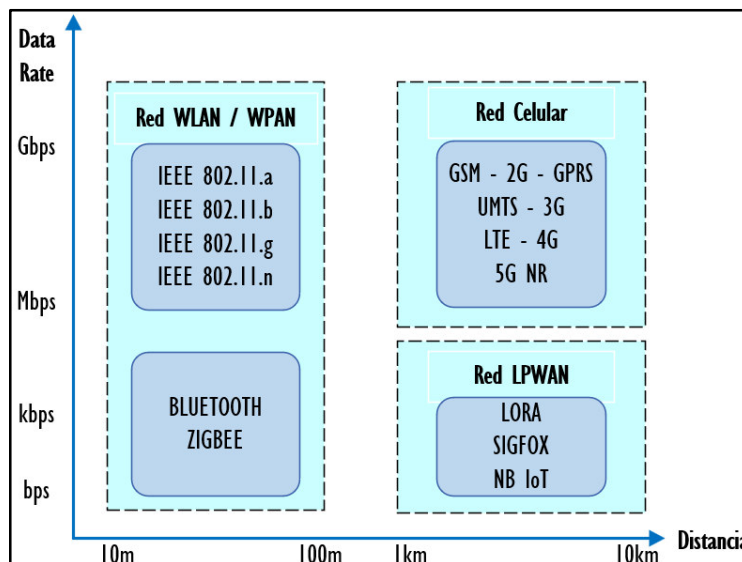 Data
Rate
Gbps
Mbps
kbps
bps
Red WLAN / WPAN
IEEE 802.11.a
IEEE 802.11.b
IEEE 802.11.g
IEEE 802.11.n
BLUETOOTH
ZIGBEE
Red Celular
GSM - 2G - GPRS
UMTS - 3G
LTE - 4G
5G NR
Red LPWAN
LORA
SIGFOX
NB IoT
10m
100m
1km
10km
Distancia